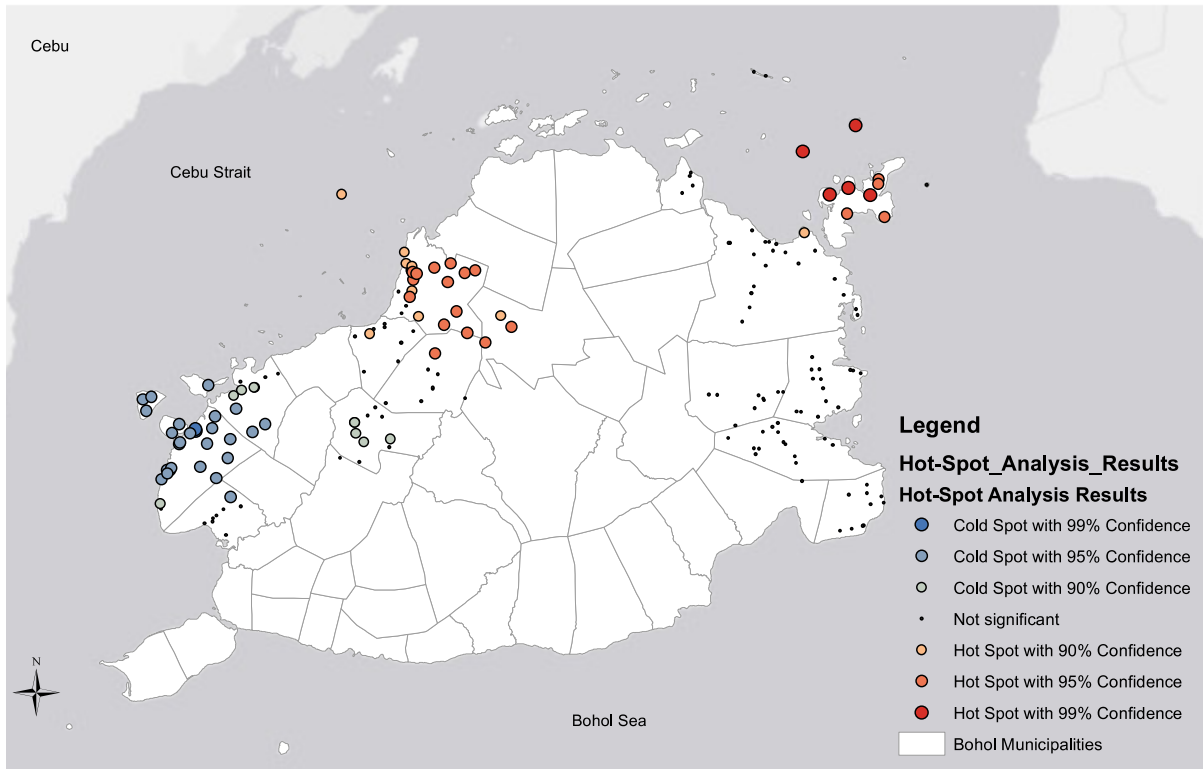 Cebu
Cebu Strait
Legend
Hot-Spot_Analysis_Results
Hot-Spot Analysis Results
Cold Spot with 99% Confidence
Cold Spot with 95% Confidence
Cold Spot with 90% Confidence
Not significant
Hot Spot with 90% Confidence
Hot Spot with 95% Confidence
Hot Spot with 99% Confidence
Bohol Municipalities
N
Bohol Sea